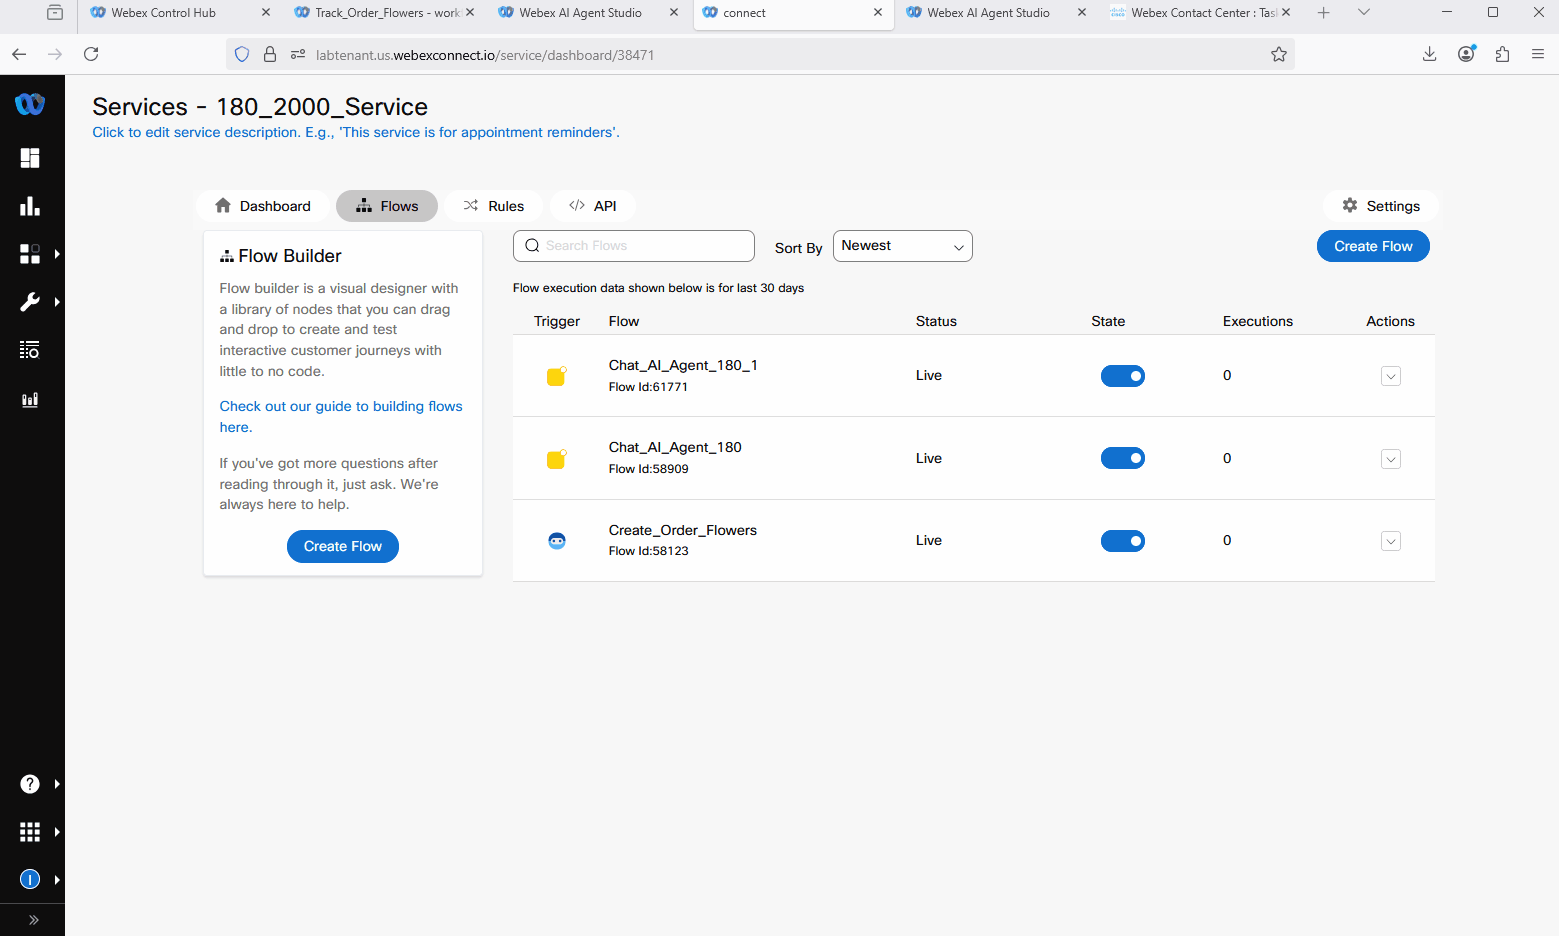 Webex Control Hub
Track_Order_Flowers - work
Webex AI Agent Studio
connect
Webex AI Agent Studio
Webex Contact Center : Tas
labtenant.us.webexconnect.io/service/dashboard/38471
Services - 180_2000_Service
Click to edit service description. E.g., 'This service is for appointment reminders'.
Dashboard
Flows
Rules
API
Settings
Flow Builder
Flow builder is a visual designer with
a library of nodes that you can drag
and drop to create and test
interactive customer journeys with
little to no code.
Check out our guide to building flows
here.
If you've got more questions after
reading through it, just ask. We're
always here to help.
Create Flow
Search Flows
Sort By
Newest
Create Flow
Flow execution data shown below is for last 30 days
Trigger Flow Status State Executions Actions
Chat_AI_Agent_180_1
Flow Id:61771
Live
0
Chat_AI_Agent_180
Flow Id:58909
Live
0
Create_Order_Flowers
Flow Id:58123
Live
0
I